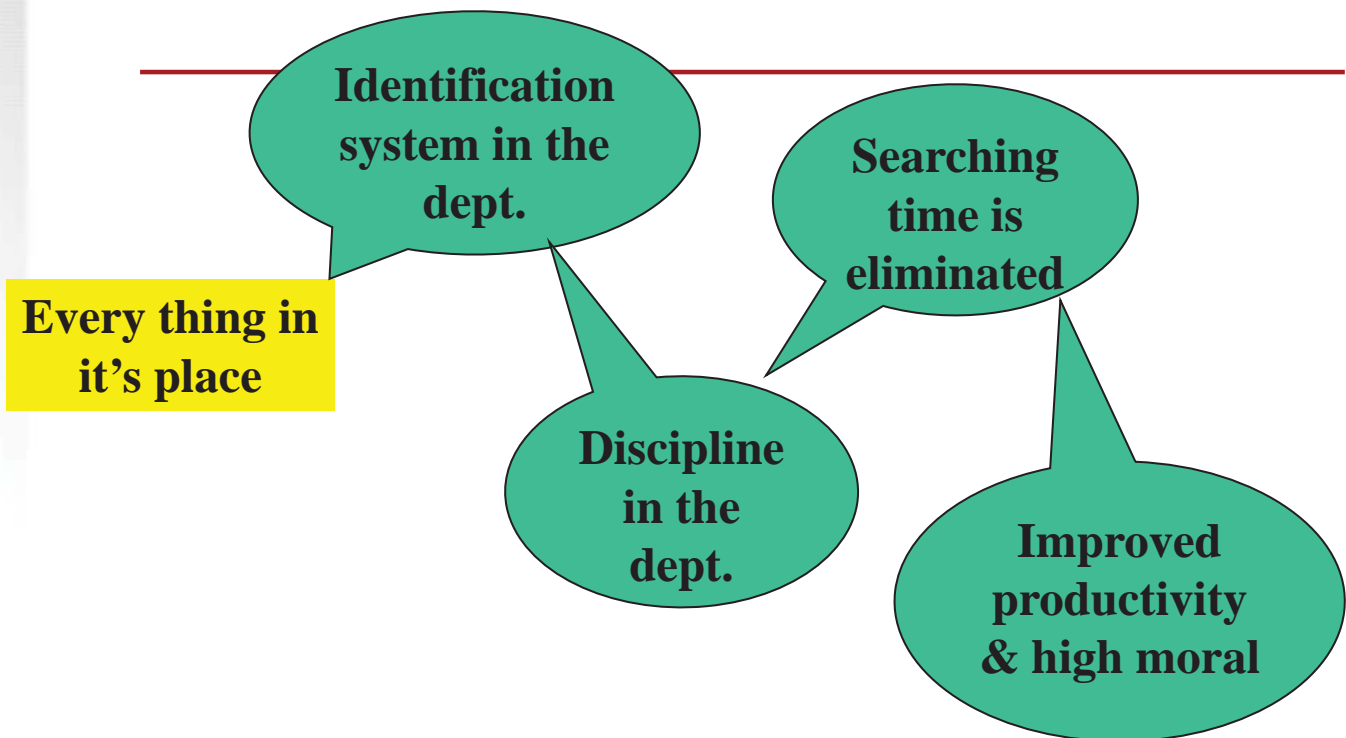 Identification
system in the
dept.
Searching
time is
eliminated
Every thing in
it’s place
Discipline
in the
dept.
Improved
productivity
& high moral